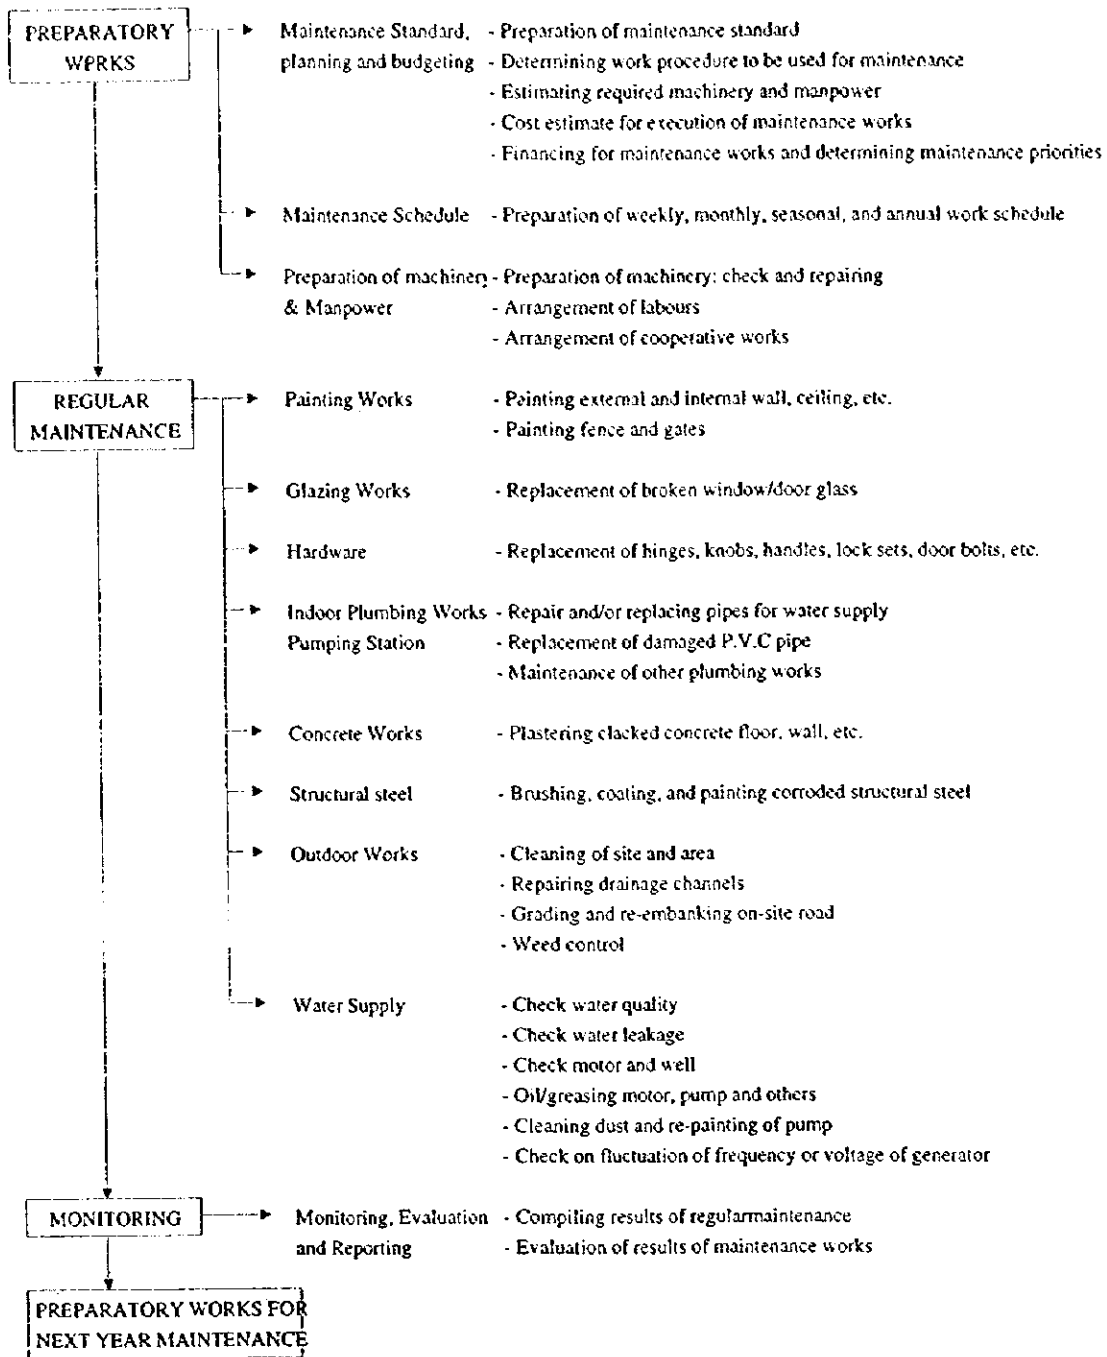 PREPARATORY
WPRKS
Maintenance Standard, - Preparation of maintenance standard
planning and budgeting - Determining work procedure to be used for maintenance
- Estimating required machinery and manpower
- Cost estimate for execution of maintenance works
- Financing for maintenance works and determining maintenance priorities
Maintenance Schedule - Preparation of weekly, monthly, seasonal, and annual work schedule
Preparation of machinery - Preparation of machinery: check and repairing
& Manpower - Arrangement of labours
- Arrangement of cooperative works
REGULAR
MAINTENANCE
Painting Works - Painting external and internal wall, ceiling, etc.
- Painting fence and gates
Glazing Works - Replacement of broken window/door glass
Hardware - Replacement of hinges, knobs, handles, lock sets, door bolts, etc.
Indoor Plumbing Works - Repair and/or replacing pipes for water supply
Pumping Station - Replacement of damaged P.V.C pipe
- Maintenance of other plumbing works
Concrete Works - Plastering clacked concrete floor, wall, etc.
Structural steel - Brushing, coating, and painting corroded structural steel
Outdoor Works - Cleaning of site and area
- Repairing drainage channels
- Grading and re-embanking on-site road
- Weed control
Water Supply - Check water quality
- Check water leakage
- Check motor and well
- Oil/greasing motor, pump and others
- Cleaning dust and re-painting of pump
- Check on fluctuation of frequency or voltage of generator
MONITORING
Monitoring, Evaluation - Compiling results of regularmaintenance
and Reporting - Evaluation of results of maintenance works
PREPARATORY WORKS FOR
NEXT YEAR MAINTENANCE